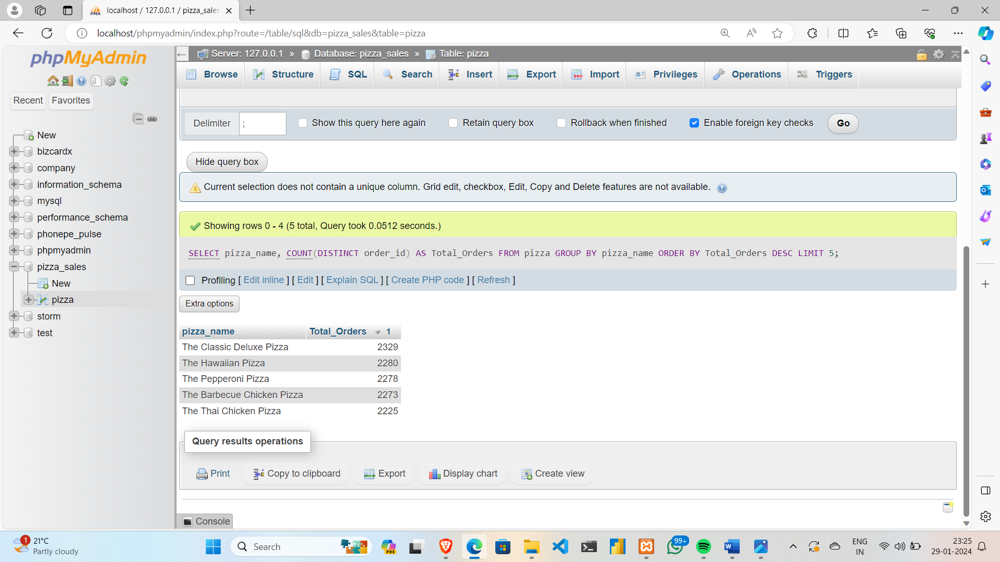 localhost / 127.0.0.1 / pizza_sales
localhost/phpmyadmin/index.php?route=/table/sql&db=pizza_sales&table=pizza
phpMyAdmin
Recent
Favorites
New
bizcardx
company
information_schema
mysql
performance_schema
phonepe_pulse
phpmyadmin
pizza_sales
New
pizza
storm
test
← Server: 127.0.0.1 » Database: pizza_sales » Table: pizza
Browse Structure SQL Search Insert Export Import Privileges Operations Triggers
Delimiter ; Show this query here again Retain query box Rollback when finished Enable foreign key checks Go
Hide query box
Current selection does not contain a unique column. Grid edit, checkbox, Edit, Copy and Delete features are not available.
Showing rows 0 - 4 (5 total, Query took 0.0512 seconds.)
SELECT pizza_name, COUNT(DISTINCT order_id) AS Total_Orders FROM pizza GROUP BY pizza_name ORDER BY Total_Orders DESC LIMIT 5;
Profiling [ Edit inline ] [ Edit ] [ Explain SQL ] [ Create PHP code ] [ Refresh ]
Extra options
pizza_name Total_Orders 1
The Classic Deluxe Pizza 2329
The Hawaiian Pizza 2280
The Pepperoni Pizza 2278
The Barbecue Chicken Pizza 2273
The Thai Chicken Pizza 2225
Query results operations
Print Copy to clipboard Export Display chart Create view
Console
1
21°C
Partly cloudy
Search
PRE
99+
ENG
IN
23:25
29-01-2024